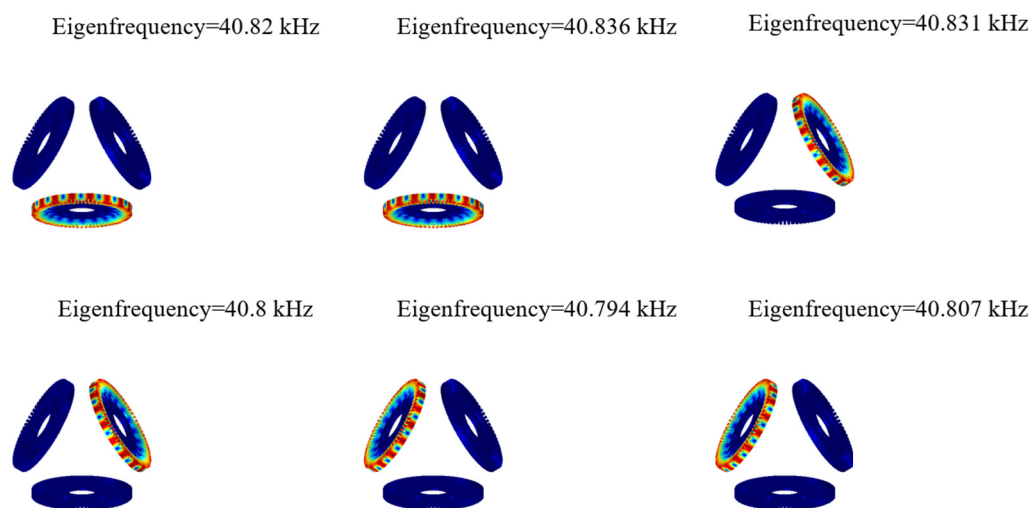 Eigenfrequency=40.82 kHz
Eigenfrequency=40.836 kHz
Eigenfrequency=40.831 kHz
Eigenfrequency=40.8 kHz
Eigenfrequency=40.794 kHz
Eigenfrequency=40.807 kHz